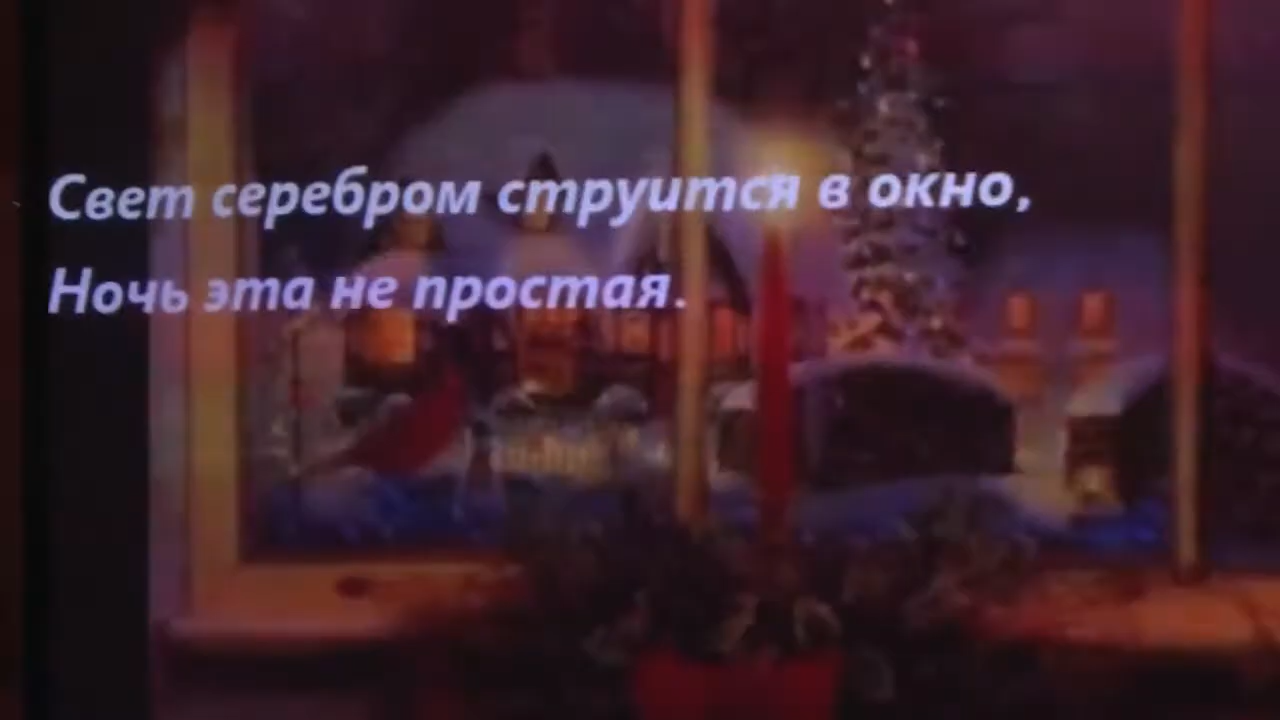 Свет серебром струится в окно,
Ночь эта не простая.